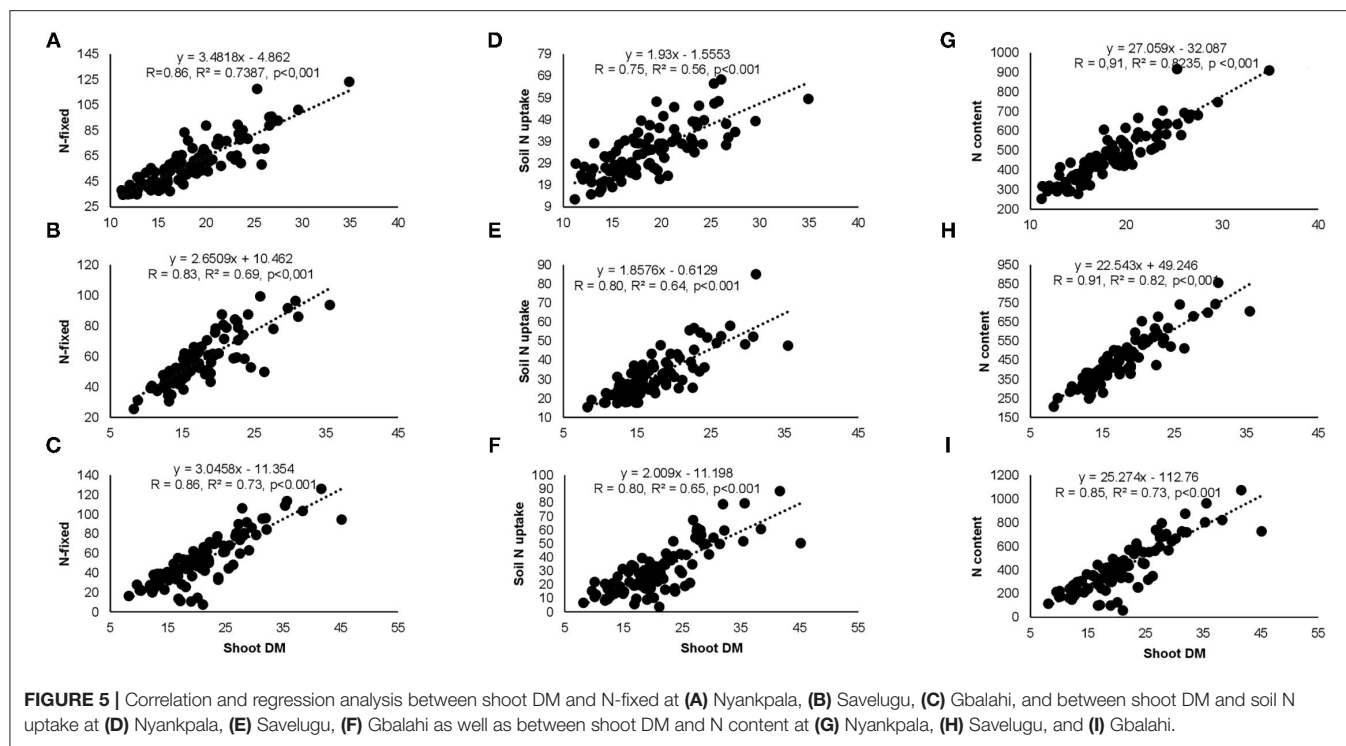 A
y = 3.4818x - 4.862
R=0.86, R² = 0.7387, p<0,001
N-fixed
145
125
105
85
65
45
25
10 15 20 25 30 35 40
D
y = 1.93x - 1.5553
R = 0.75, R² = 0.56, p<0.001
Soil N uptake
79
69
59
49
39
29
19
9
10 15 20 25 30 35 40
G
y = 27.059x - 32.087
R = 0,91, R² = 0.8235, p <,001
N content
1000
900
800
700
600
500
400
300
200
10 15 20 25 30 35 40
B
y = 2.6509x + 10.462
R = 0.83, R² = 0.69, p<0,001
N-fixed
120
100
80
60
40
20
5 15 25 35 45
E
y = 1.8576x - 0.6129
R = 0.80, R² = 0.64, p<0.001
Soil N uptake
90
80
70
60
50
40
30
20
10
5 15 25 35 45
H
y = 22.543x + 49.246
R = 0.91, R² = 0.82, p<0,001
N content
950
850
750
650
550
450
350
250
150
5 15 25 35 45
C
y = 3.0458x - 11.354
R = 0.86, R² = 0.73, p<0.001
N-fixed
140
120
100
80
60
40
20
0
5 15 25 35 45 55
Shoot DM
F
y = 2.009x - 11.198
R = 0.80, R² = 0.65, p<0.001
Soil N uptake
100
90
80
70
60
50
40
30
20
10
0
5 15 25 35 45 55
Shoot DM
I
y = 25.274x - 112.76
R = 0.85, R² = 0.73, p<0.001
N content
1200
1000
800
600
400
200
0
5 15 25 35 45 55
Shoot DM
FIGURE 5 | Correlation and regression analysis between shoot DM and N-fixed at (A) Nyankpala, (B) Savelugu, (C) Gbalahi, and between shoot DM and soil N
uptake at (D) Nyankpala, (E) Savelugu, (F) Gbalahi as well as between shoot DM and N content at (G) Nyankpala, (H) Savelugu, and (I) Gbalahi.